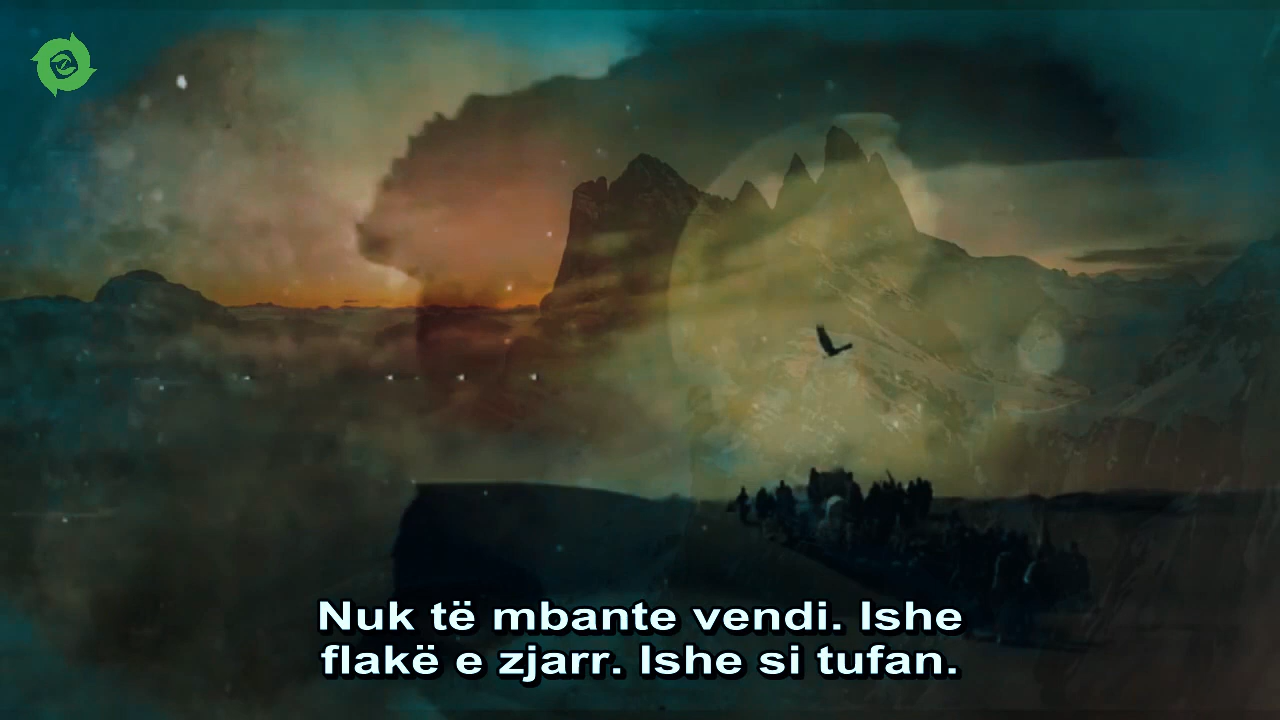 Nuk të mbante vendi. Ishe
flakë e zjarr. Ishe si tufan.